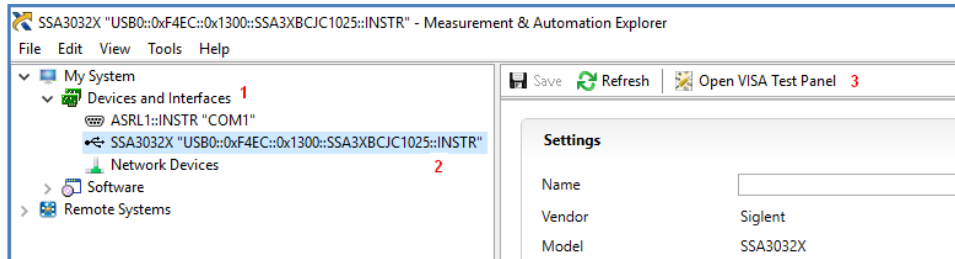 SSA3032X "USB0::0xF4EC::0x1300::SSA3XBCJC1025::INSTR" - Measurement & Automation Explorer
File Edit View Tools Help
My System
Devices and Interfaces 1
ASRL1::INSTR "COM1"
SSA3032X "USB0::0xF4EC::0x1300::SSA3XBCJC1025::INSTR"
Network Devices 2
Software
Remote Systems
Save Refresh Open VISA Test Panel 3
Settings
Name
Vendor Siglent
Model SSA3032X